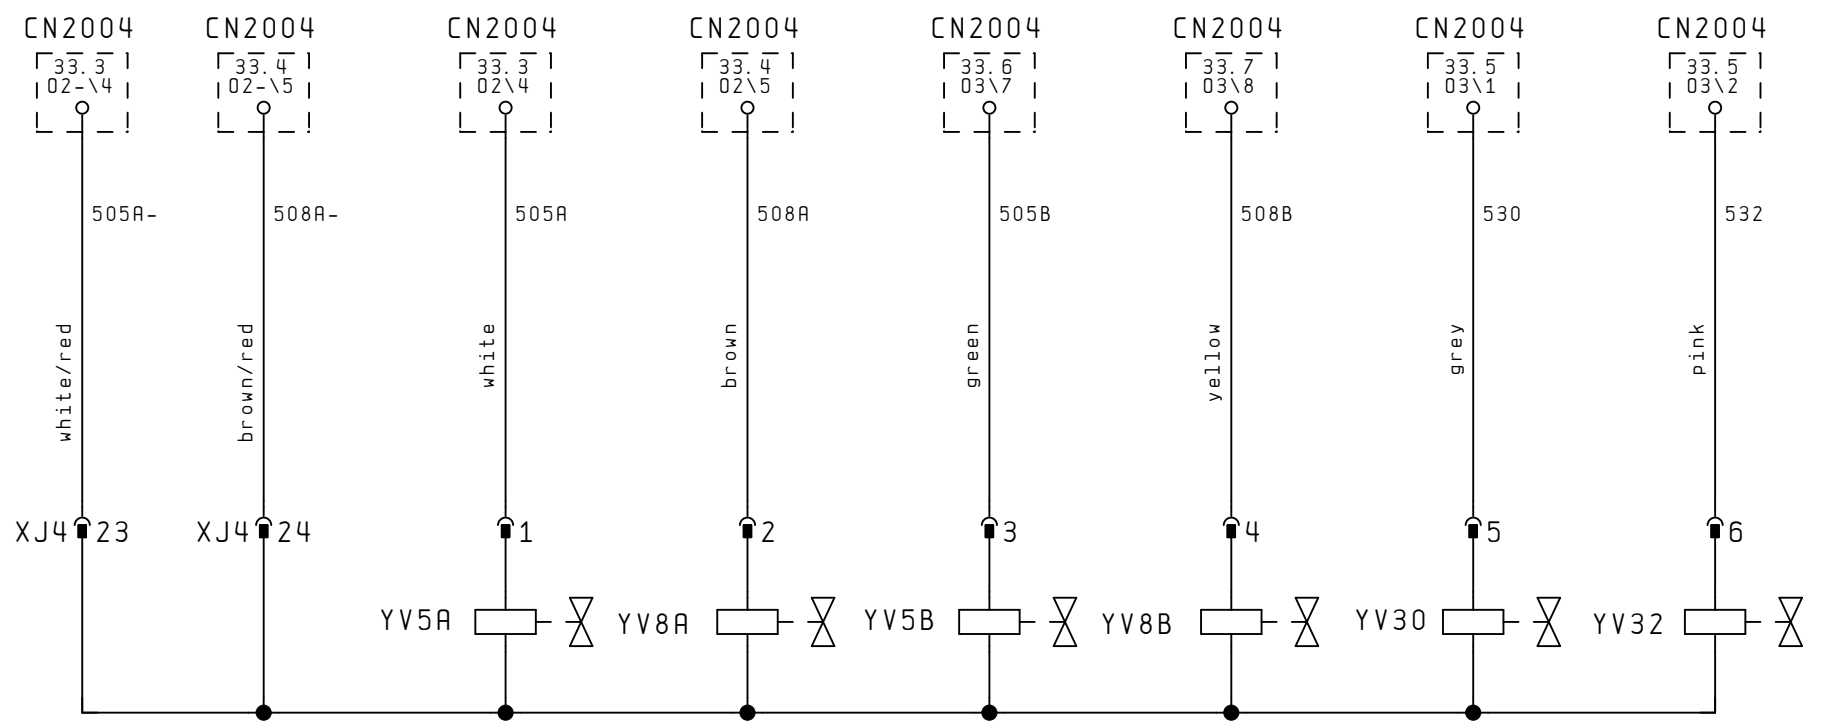 CN2004 CN2004 CN2004 CN2004 CN2004 CN2004 CN2004 CN2004
33.3 33.4 33.3 33.4 33.6 33.7 33.5 33.5
02-\4 02-\5 02\4 02\5 03\7 03\8 03\1 03\2
505A- 508A- 505A 508A 505B 508B 530 532
white/red brown/red white brown green yellow grey pink
XJ4 23 XJ4 24 1 2 3 4 5 6
YV5A YV8A YV5B YV8B YV30 YV32